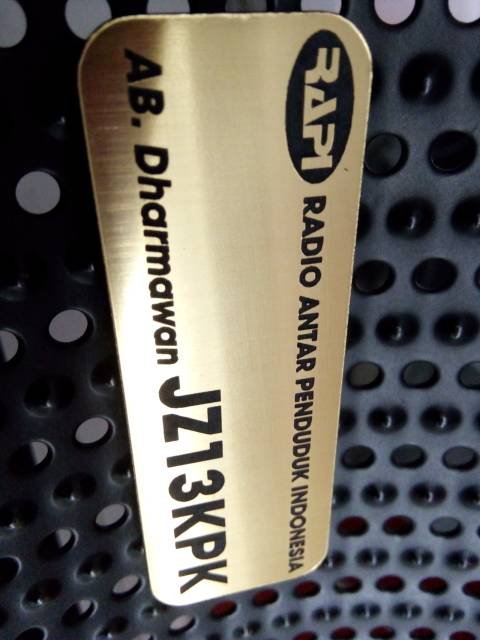 RAPI RADIO ANTAR PENDUDUK INDONESIA
AB. Dharmawan JZ13KPK